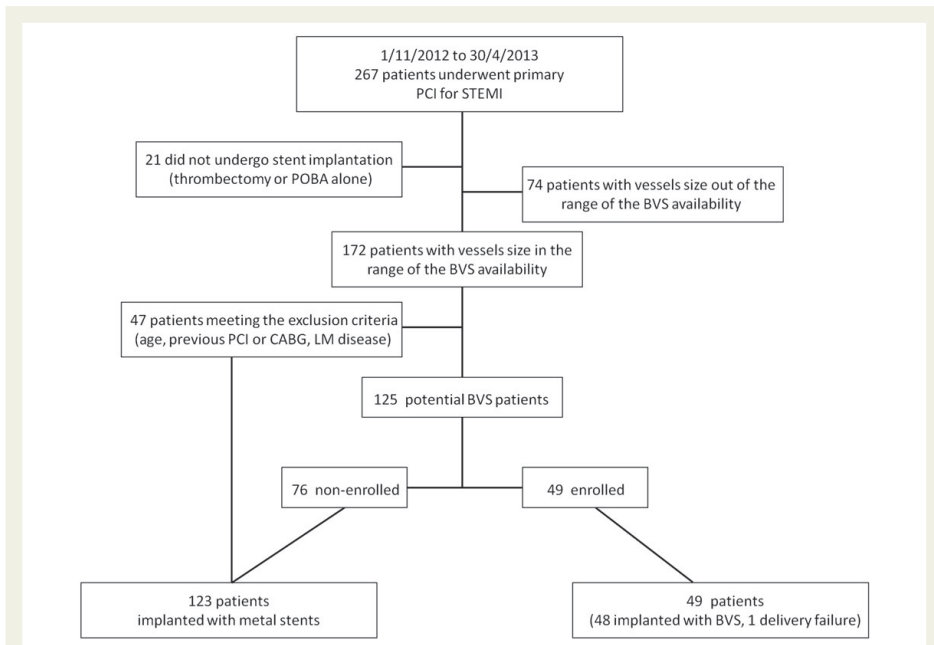 1/11/2012 to 30/4/2013
267 patients underwent primary
PCI for STEMI
21 did not undergo stent implantation
(thrombectomy or POBA alone)
74 patients with vessels size out of the
range of the BVS availability
172 patients with vessels size in the
range of the BVS availability
47 patients meeting the exclusion criteria
(age, previous PCI or CABG, LM disease)
125 potential BVS patients
76 non-enrolled
49 enrolled
123 patients
implanted with metal stents
49 patients
(48 implanted with BVS, 1 delivery failure)